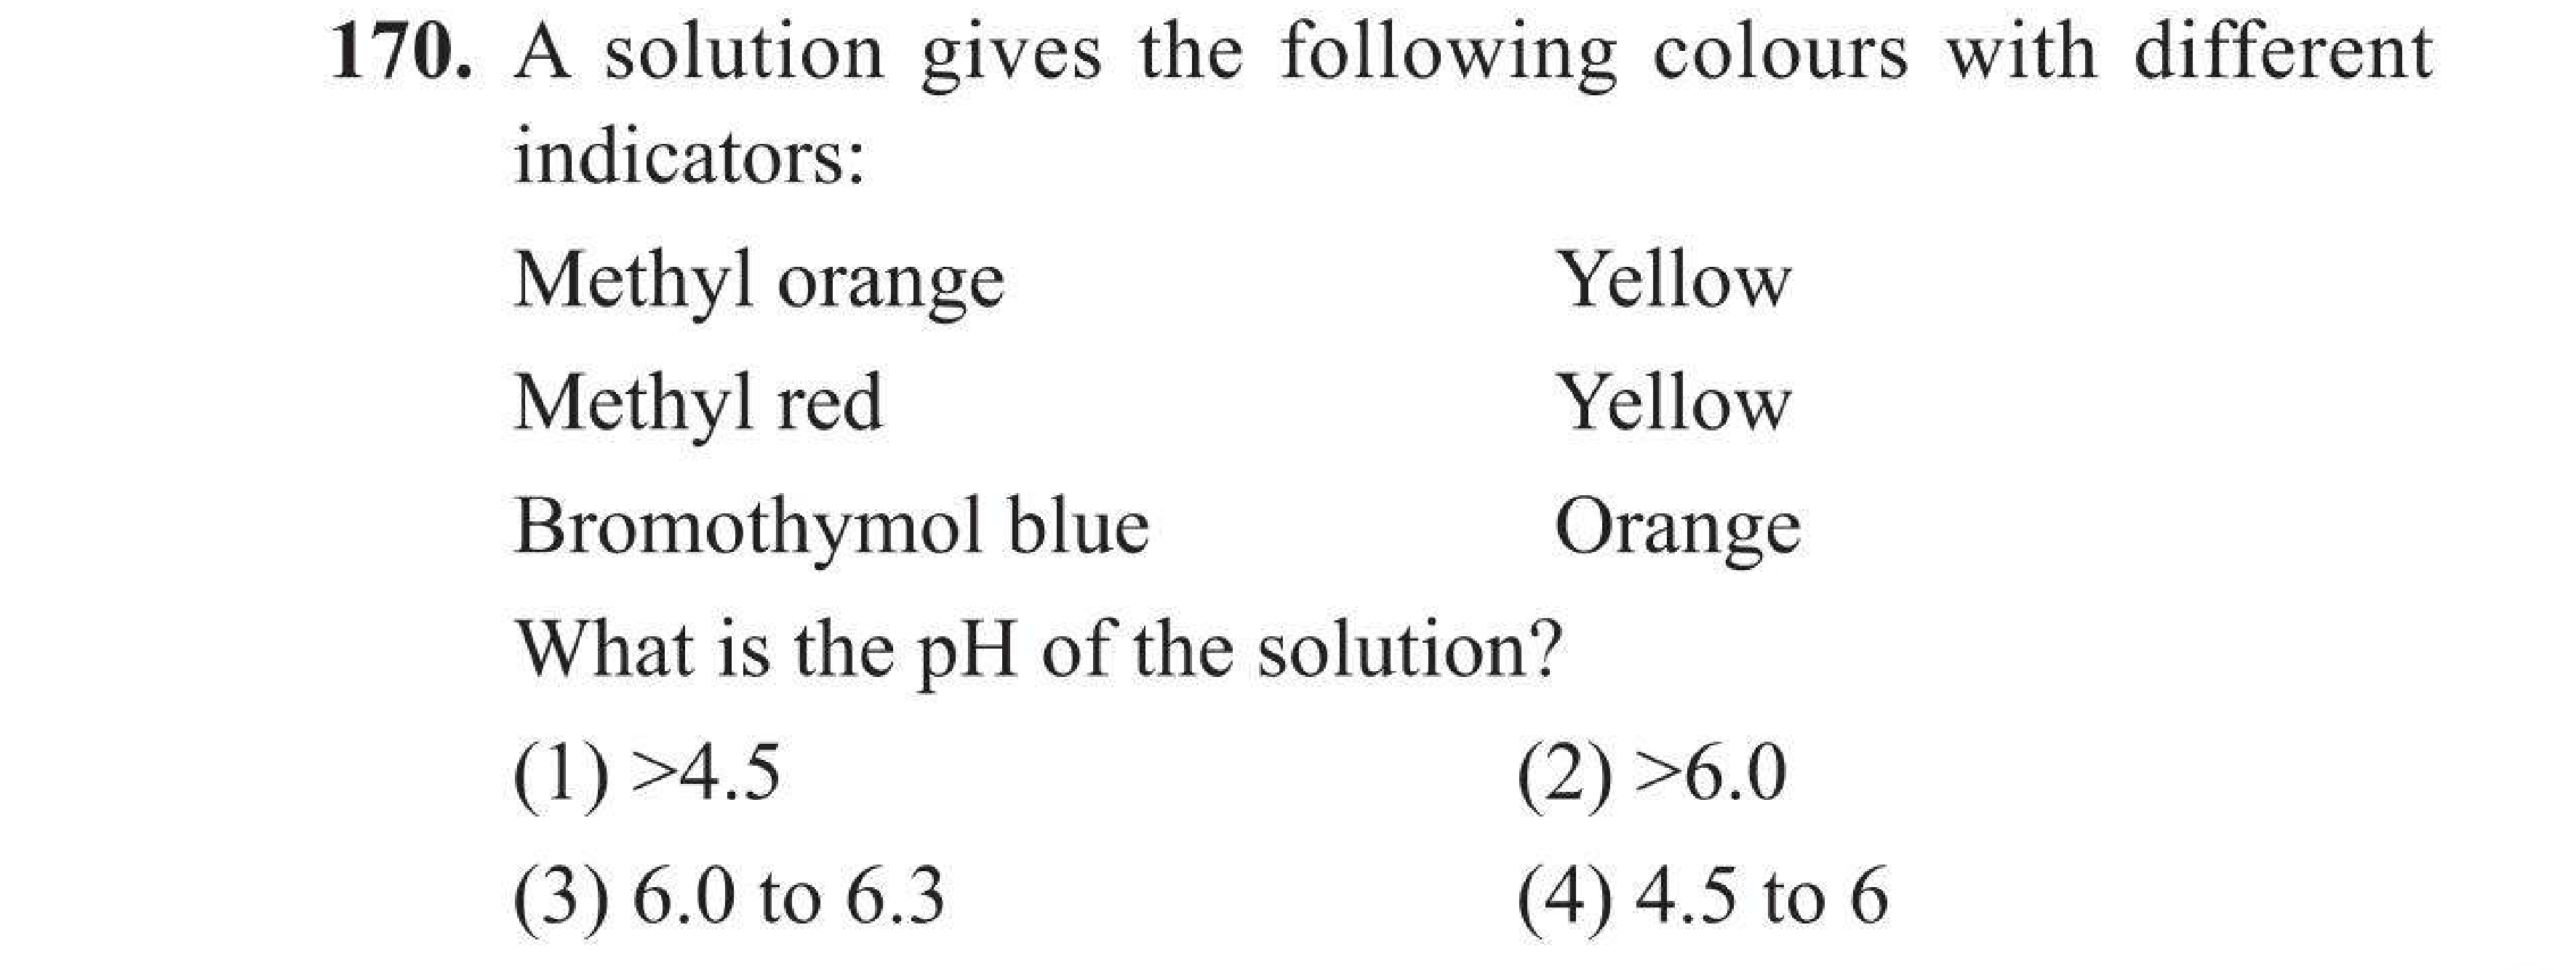 170. A solution gives the following colours with different
indicators:
Methyl orange Yellow
Methyl red Yellow
Bromothymol blue Orange
What is the pH of the solution?
(1) >4.5 (2) >6.0
(3) 6.0 to 6.3 (4) 4.5 to 6